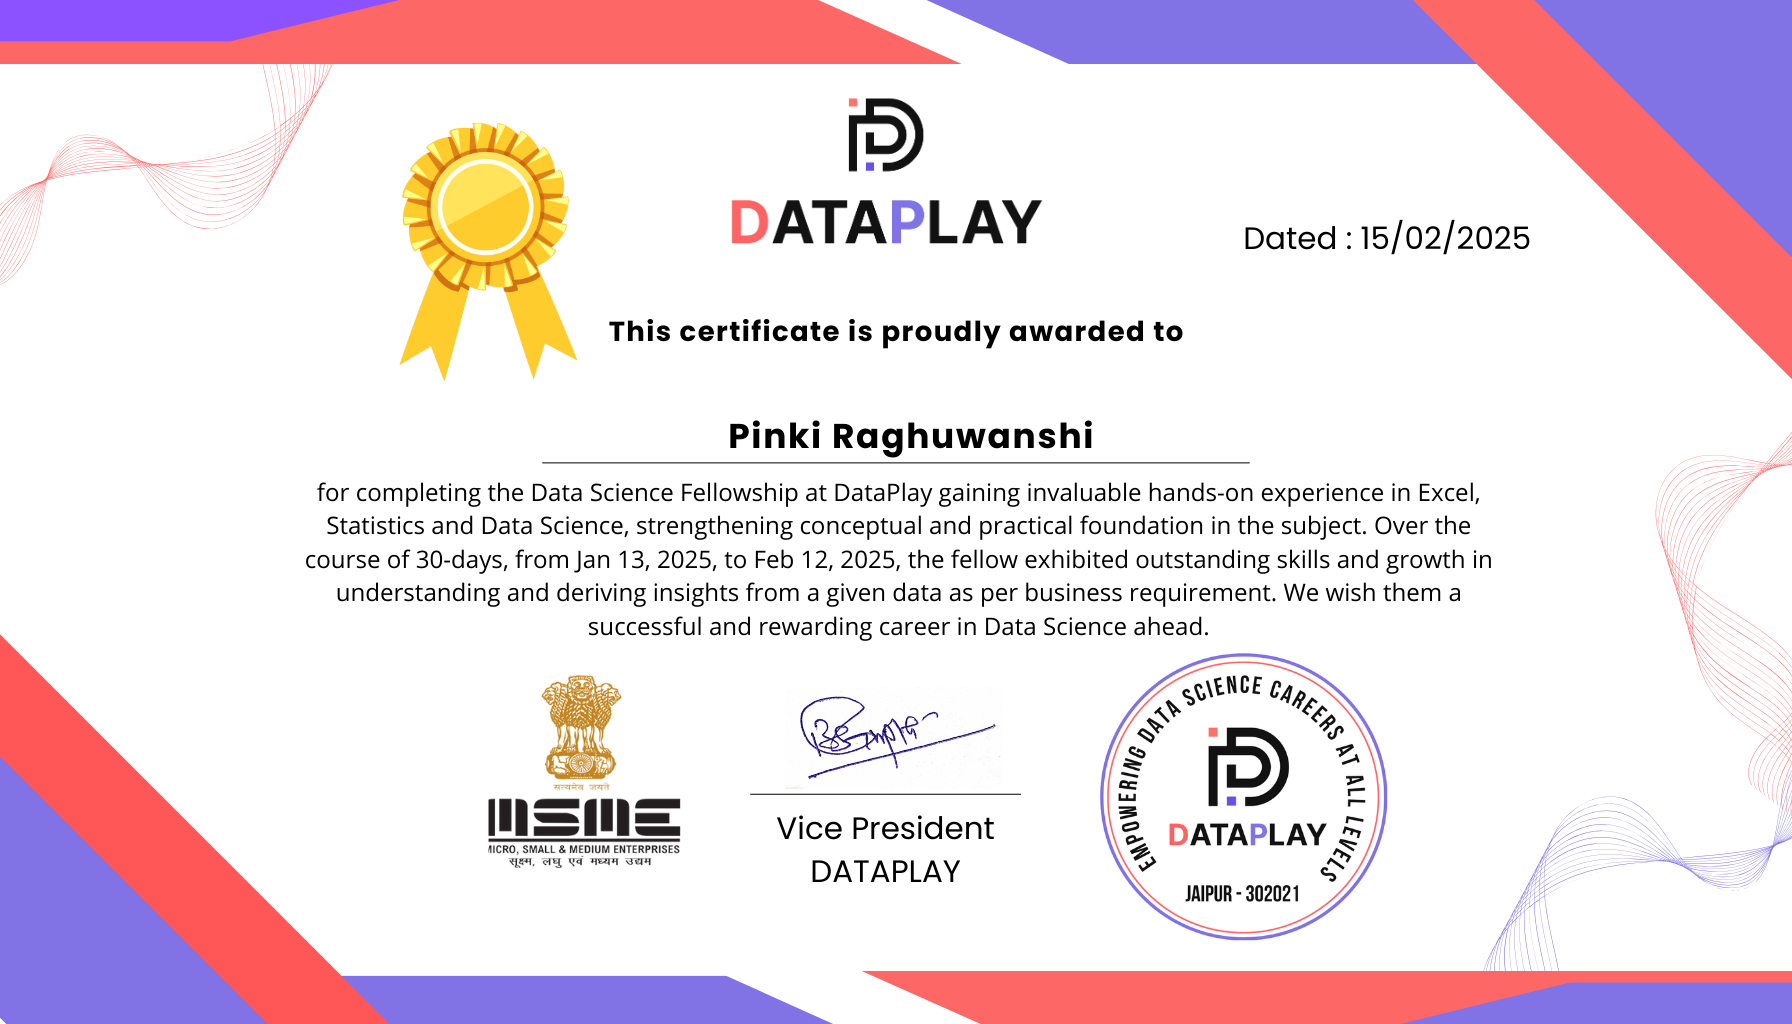 DATAPLAY
Dated : 15/02/2025
This certificate is proudly awarded to
Pinki Raghuwanshi
for completing the Data Science Fellowship at DataPlay gaining invaluable hands-on experience in Excel,
Statistics and Data Science, strengthening conceptual and practical foundation in the subject. Over the
course of 30-days, from Jan 13, 2025, to Feb 12, 2025, the fellow exhibited outstanding skills and growth in
understanding and deriving insights from a given data as per business requirement. We wish them a
successful and rewarding career in Data Science ahead.
सत्यमेव जयते
MSME
MICRO, SMALL & MEDIUM ENTERPRISES
सूक्ष्म, लघु एवं मध्यम उद्यम
Vice President
DATAPLAY
EMPOWERING DATA SCIENCE CAREERS AT ALL LEVELS
DATAPLAY
JAIPUR - 302021